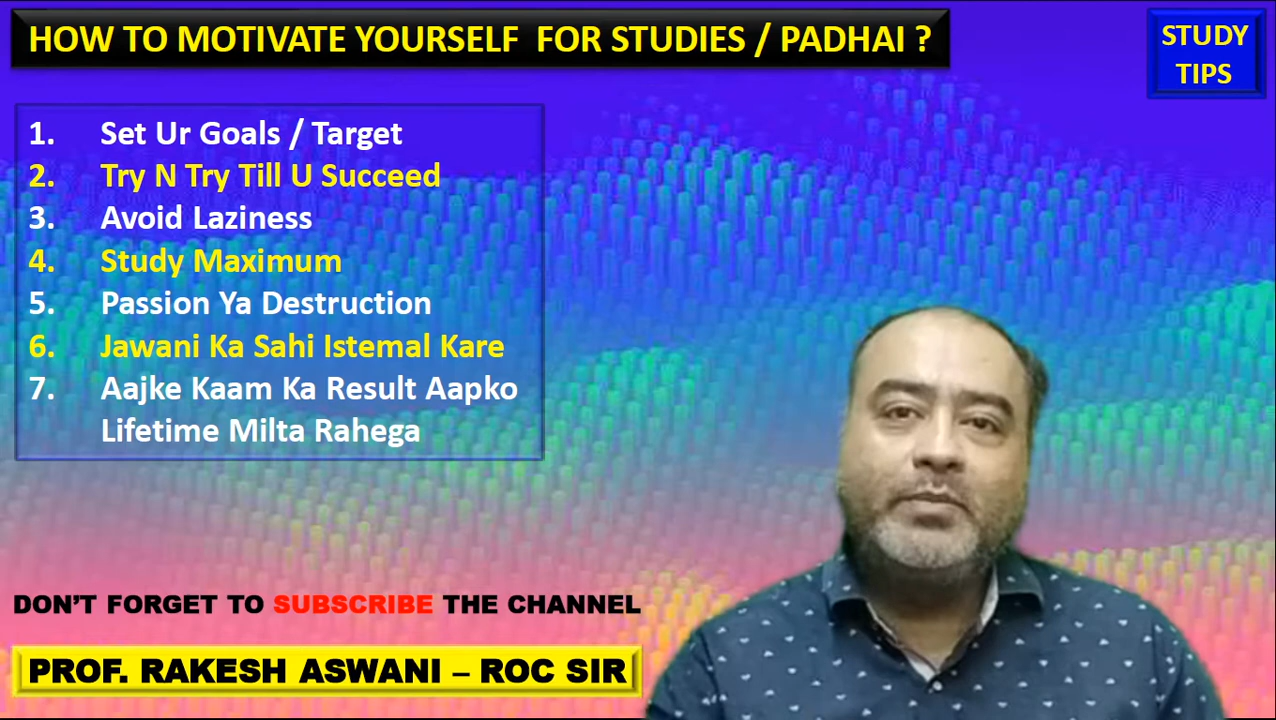 HOW TO MOTIVATE YOURSELF FOR STUDIES / PADHAI ?
STUDY
TIPS
1. Set Ur Goals / Target
2. Try N Try Till U Succeed
3. Avoid Laziness
4. Study Maximum
5. Passion Ya Destruction
6. Jawani Ka Sahi Istemal Kare
7. Aajke Kaam Ka Result Aapko
Lifetime Milta Rahega
DON'T FORGET TO SUBSCRIBE THE CHANNEL
PROF. RAKESH ASWANI – ROC SIR